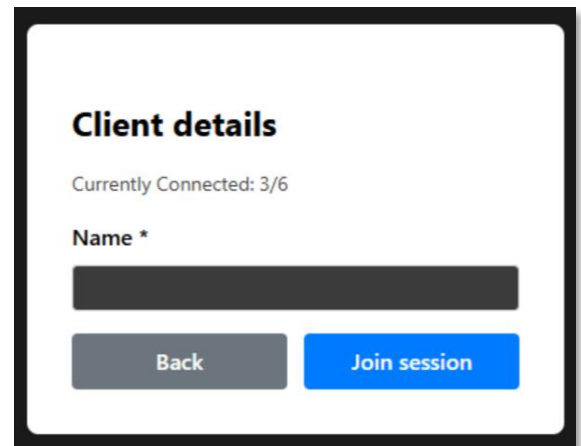 Client details
Currently Connected: 3/6
Name *
Back
Join session